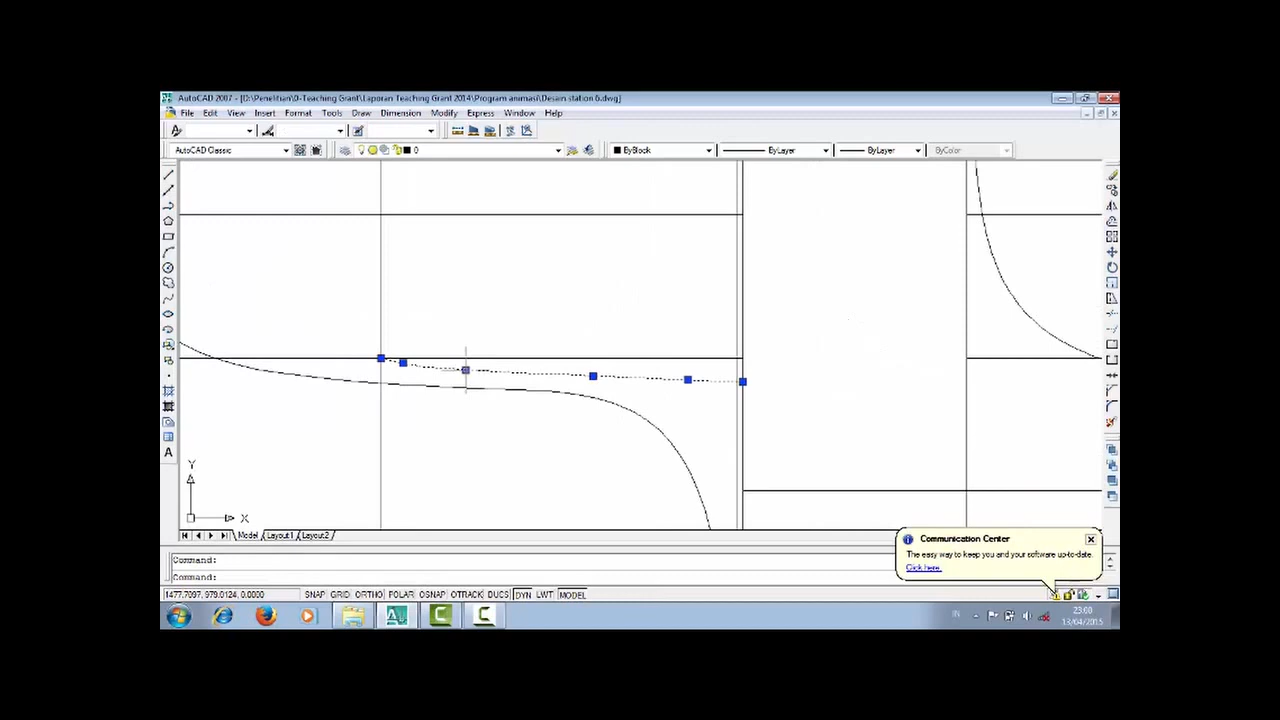 AutoCAD 2007 - [D:\Penelitian\0-Teaching Grant\Laporan Teaching Grant 2014\Program animasi\Desain station 6.dwg]
File Edit View Insert Format Tools Draw Dimension Modify Express Window Help
AutoCAD Classic 0 ByBlock ByLayer ByLayer ByColor
A
Y
X
Model Layout1 Layout2
Communication Center
The easy way to keep you and your software up-to-date.
Click here.
Command:
Command:
1477.7097, 979.0124, 0.0000 SNAP GRID ORTHO POLAR OSNAP OTRACK DUCS DYN LWT MODEL
IN 23:00
13/04/2015